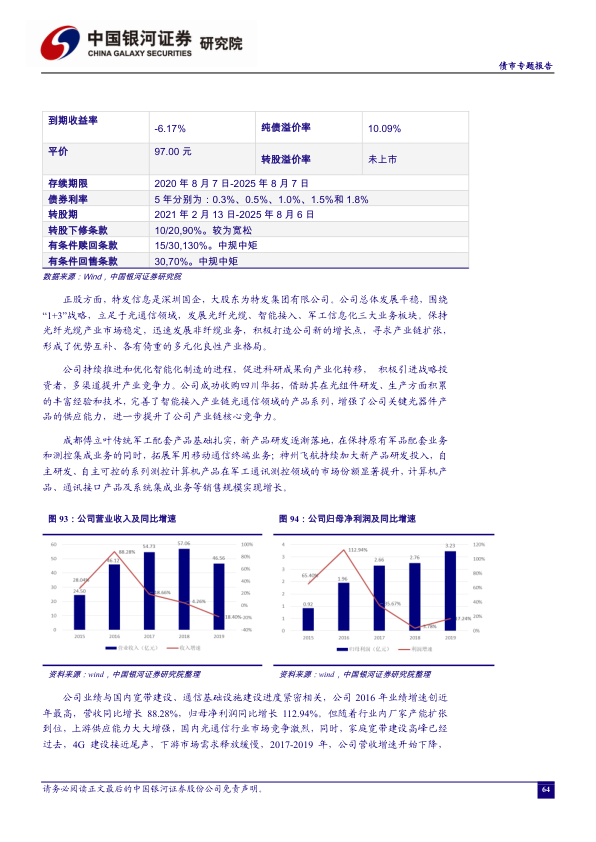 中国银河证券 研究院
CHINA GALAXY SECURITIES
债市专题报告
到期收益率 -6.17% 纯债溢价率 10.09%
平价 97.00 元 转股溢价率 未上市
存续期限 2020 年 8 月 7 日-2025 年 8 月 7 日
债券利率 5 年分别为：0.3%、0.5%、1.0%、1.5%和 1.8%
转股期 2021 年 2 月 13 日-2025 年 8 月 6 日
转股下修条款 10/20,90%。较为宽松
有条件赎回条款 15/30,130%。中规中矩
有条件回售条款 30,70%。中规中矩
数据来源：Wind，中国银河证券研究院
正股方面，特发信息是深圳国企，大股东为特发集团有限公司。公司总体发展平稳，围绕
“1+3”战略，立足于光通信领域，发展光纤光缆、智能接入、军工信息化三大业务板块。保持
光纤光缆产业市场稳定，迅速发展非纤缆业务，积极打造公司新的增长点，寻求产业链扩张，
形成了优势互补、各有倚重的多元化良性产业格局。
公司持续推进和优化智能化制造的进程，促进科研成果向产业化转移， 积极引进战略投
资者，多渠道提升产业竞争力。公司成功收购四川华拓，借助其在光组件研发、生产方面积累
的丰富经验和技术，完善了智能接入产业链光通信领域的产品系列，增强了公司关键光器件产
品的供应能力，进一步提升了公司产业链核心竞争力。
成都傅立叶传统军工配套产品基础扎实，新产品研发逐渐落地，在保持原有军品配套业务
和测控集成业务的同时，拓展军用移动通信终端业务；神州飞航持续加大新产品研发投入，自
主研发、自主可控的系列测控计算机产品在军工通讯测控领域的市场份额显著提升，计算机产
品、通讯接口产品及系统集成业务等销售规模实现增长。
图 93：公司营业收入及同比增速
60 50 40 30 20 10 0
100% 80% 60% 40% 20% 0% -20% -40%
24.50 46.12 54.73 57.06 46.56
28.04% 88.28% 18.66% 4.26% -18.40%
2015 2016 2017 2018 2019
营业收入（亿元） 收入增速
资料来源：wind，中国银河证券研究院整理
图 94：公司归母净利润及同比增速
4 3 3 2 2 1 1 0
120% 100% 80% 60% 40% 20% 0%
0.92 1.96 2.66 2.76 3.23
65.40% 112.94% 35.67% 3.78% 17.24%
2015 2016 2017 2018 2019
归母利润（亿元） 利润增速
资料来源：wind，中国银河证券研究院整理
公司业绩与国内宽带建设、通信基础设施建设进度紧密相关，公司 2016 年业绩增速创近
年最高，营收同比增长 88.28%、归母净利润同比增长 112.94%。但随着行业内厂家产能扩张
到位，上游供应能力大大增强，国内光通信行业市场竞争激烈，同时，家庭宽带建设高峰已经
过去，4G 建设接近尾声，下游市场需求释放缓慢，2017-2019 年，公司营收增速开始下降，
请务必阅读正文最后的中国银河证券股份公司免责声明。
64